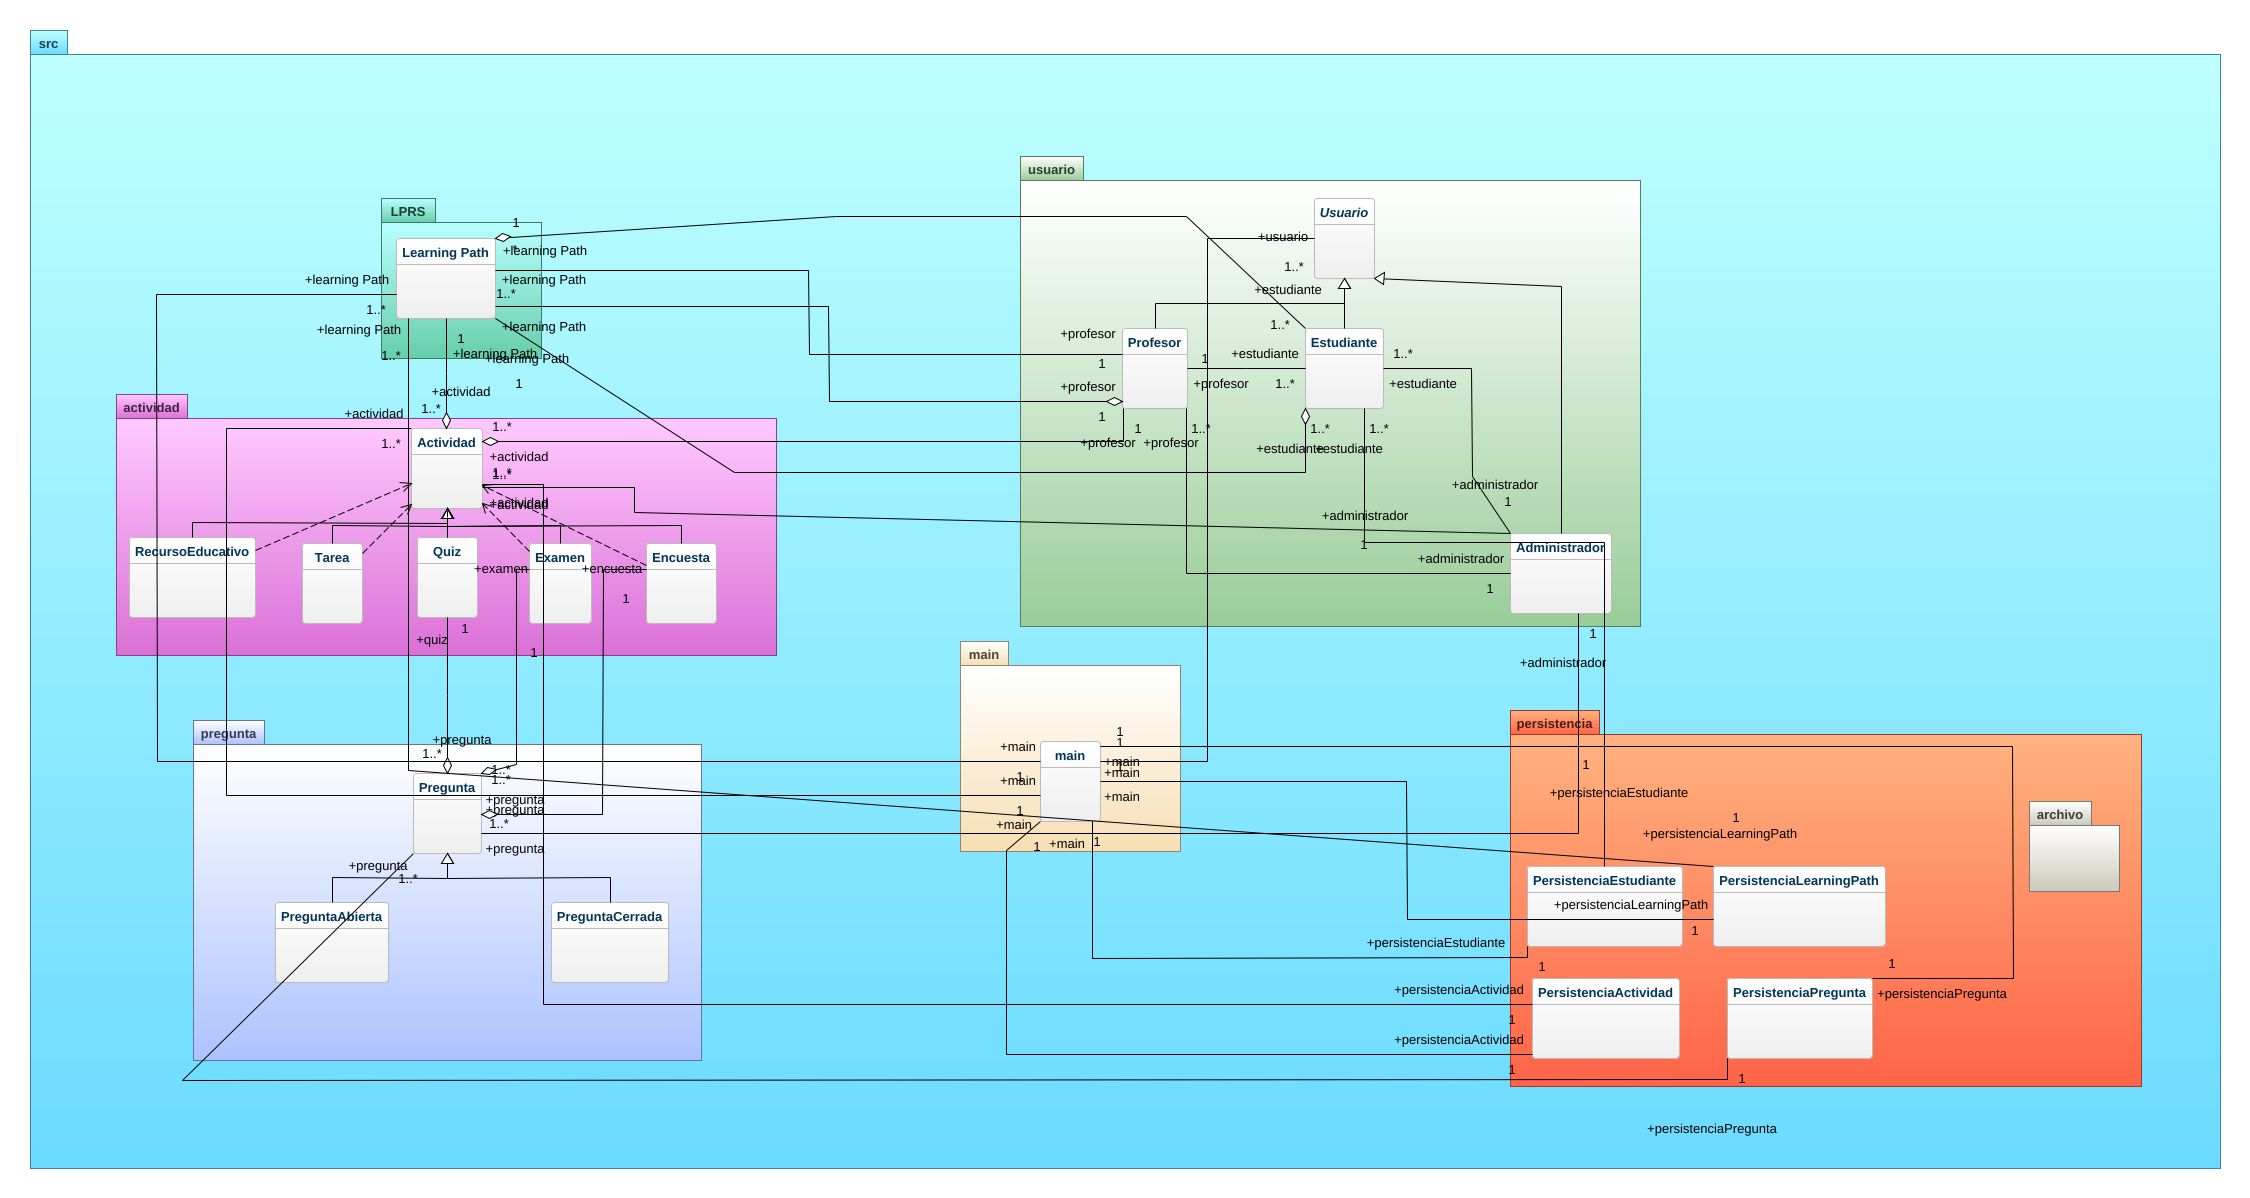 src
usuario
LPRS
Usuario
1
+usuario
*
+learning Path
Learning Path
1..*
+learning Path
+learning Path
+estudiante
1..*
1..*
+learning Path
+learning Path
1..*
+profesor
1
Profesor
Estudiante
1..*
+learning Path
+learning Path
1
+estudiante
1..*
1
1
+profesor
+profesor
1..*
+estudiante
+actividad
actividad
1..*
+actividad
1
1..*
1
1..*
1..*
1..*
Actividad
1..*
+profesor
+profesor
+estudiante
+estudiante
+actividad
1..*
1..*
+administrador
+actividad
+actividad
1
+administrador
RecursoEducativo
Tarea
Quiz
Examen
Encuesta
1
Administrador
+administrador
+examen
+encuesta
1
1
1
+quiz
1
1
main
+administrador
persistencia
pregunta
+pregunta
1
1
1..*
+main
main
+main
1
1
1..*
+main
1
1..*
+main
+persistenciaEstudiante
Pregunta
+main
+pregunta
+pregunta
1
archivo
1
1..*
+main
+persistenciaLearningPath
+pregunta
1
+main
1
+pregunta
1..*
PersistenciaEstudiante
PersistenciaLearningPath
+persistenciaLearningPath
PreguntaAbierta
PreguntaCerrada
1
+persistenciaEstudiante
1
1
+persistenciaActividad
PersistenciaActividad
PersistenciaPregunta
+persistenciaPregunta
1
+persistenciaActividad
1
1
+persistenciaPregunta